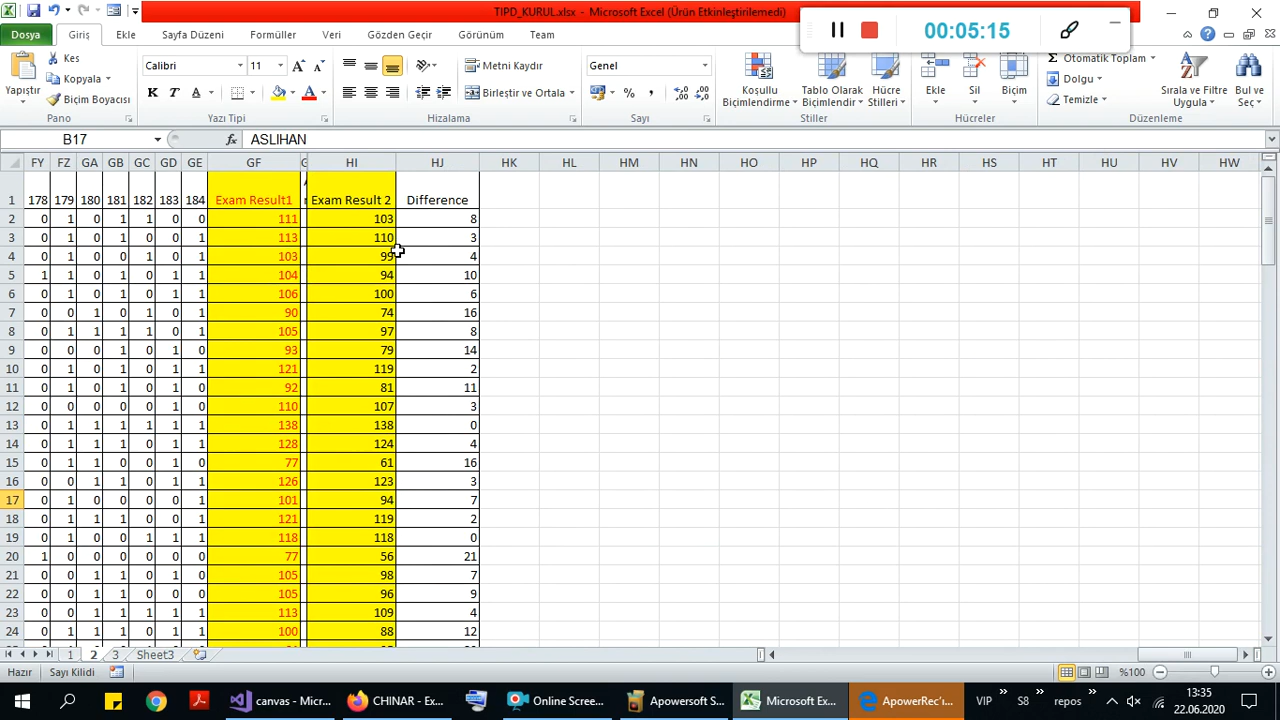 TIPD_KURUL.xlsx - Microsoft Excel (Ürün Etkinleştirilemedi)
00:05:15
Dosya Giriş Ekle Sayfa Düzeni Formüller Veri Gözden Geçir Görünüm Team
Yapıştır Kes Kopyala Biçim Boyacısı
Calibri 11 K T A
Metni Kaydır Birleştir ve Ortala
Genel %
Koşullu Biçimlendirme Tablo Olarak Biçimlendir Hücre Stilleri
Ekle Sil Biçim
Otomatik Toplam Dolgu Temizle
Sırala ve Filtre Uygula Bul ve Seç
Pano Yazı Tipi Hizalama Sayı Stiller Hücreler Düzenleme
B17 fx ASLIHAN
FY FZ GA GB GC GD GE GF G HI HJ HK HL HM HN HO HP HQ HR HS HT HU HV HW
1 178 179 180 181 182 183 184 Exam Result1 Exam Result 2 Difference
2 0 1 0 1 1 0 0 111 103 8
3 0 1 0 1 0 0 1 113 110 3
4 0 1 0 0 1 0 1 103 99 4
5 1 1 0 1 0 1 1 104 94 10
6 0 1 0 1 0 1 1 106 100 6
7 0 0 1 0 1 0 1 90 74 16
8 0 1 1 1 1 0 1 105 97 8
9 0 0 0 1 0 1 0 93 79 14
10 0 1 1 1 0 1 1 121 119 2
11 0 1 0 1 0 1 1 92 81 11
12 0 0 0 0 0 1 0 110 107 3
13 0 1 1 1 1 1 1 138 138 0
14 0 1 1 1 0 1 1 128 124 4
15 0 1 1 0 0 1 0 77 61 16
16 0 1 0 1 1 0 1 126 123 3
17 0 1 0 0 1 0 1 101 94 7
18 0 1 1 1 0 0 1 121 119 2
19 0 1 0 0 1 1 1 118 118 0
20 1 0 0 1 0 0 0 77 56 21
21 0 0 1 1 0 1 0 105 98 7
22 0 0 1 1 0 0 0 105 96 9
23 0 0 1 1 1 1 1 113 109 4
24 0 1 1 1 0 1 1 100 88 12
1 2 3 Sheet3
Hazır Sayı Kilidi %100
canvas - Micr...
CHINAR - Exa...
Online Scree...
Apowersoft S...
Microsoft Exc...
ApowerRec'ı...
VIP S8 repos
13:35
22.06.2020